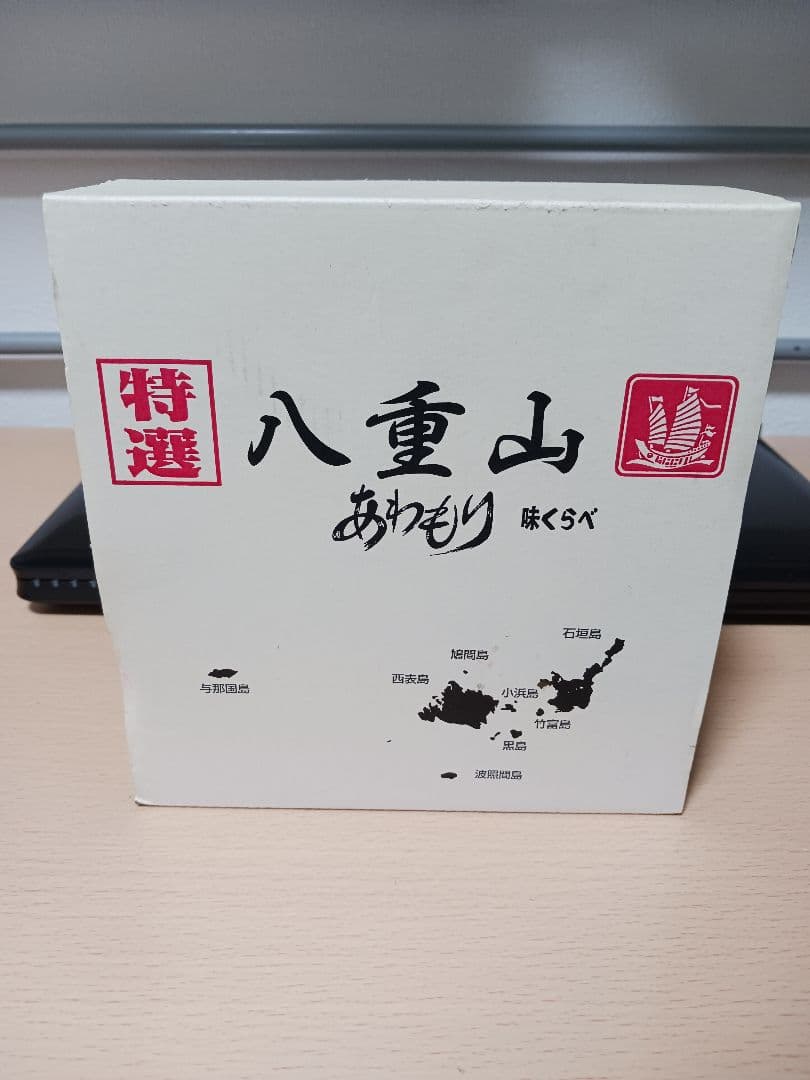 特選
八重山
あわもり 味くらべ
石垣島
鳩間島
西表島
小浜島
与那国島
竹富島
黒島
波照間島